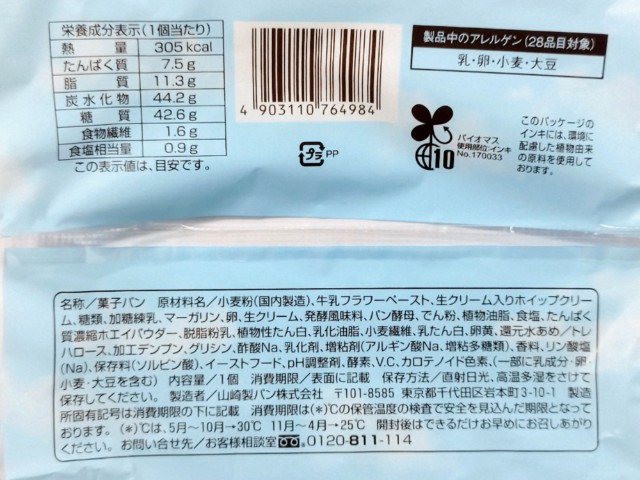 栄養成分表示(1個当たり)
熱量 305kcal
たんぱく質 7.5g
脂質 11.3g
炭水化物 44.2g
糖質 42.6g
食物繊維 1.6g
食塩相当量 0.9g
この表示値は、目安です。
4 903110 764984
プラ PP
製品中のアレルゲン(28品目対象)
乳・卵・小麦・大豆
10
バイオマス
使用部位:インキ
No.170033
このパッケージの
インキには、環境に
配慮した植物由来
の原料を使用して
おります。
名称/菓子パン 原材料名/小麦粉(国内製造)、牛乳フラワーペースト、生クリーム入りホイップクリー
ム、糖類、加糖練乳、マーガリン、卵、生クリーム、発酵風味料、パン酵母、でん粉、植物油脂、食塩、たんぱく
質濃縮ホエイパウダー、脱脂粉乳、植物性たん白、乳化油脂、小麦繊維、乳たん白、卵黄、還元水あめ/トレ
ハロース、加工デンプン、グリシン、酢酸Na、乳化剤、増粘剤(アルギン酸Na、増粘多糖類)、香料、リン酸塩
(Na)、保存料(ソルビン酸)、イーストフード、pH調整剤、酵素、V.C、カロテノイド色素、(一部に乳成分・卵・
小麦・大豆を含む) 内容量/1個 消費期限/表面に記載 保存方法/直射日光、高温多湿をさけて
保存してください。 製造者/山崎製パン株式会社 〒101-8585 東京都千代田区岩本町3-10-1 製造
所固有記号は消費期限の下に記載 消費期限は(*)℃の保管温度の検査で安全を見込んだ期限となって
おります。(*)℃は、5月~10月→30℃ 11月~4月→25℃ 開封後はできるだけお早めにお召しあがり
ください。 お問い合せ先/お客様相談室 0120-811-114